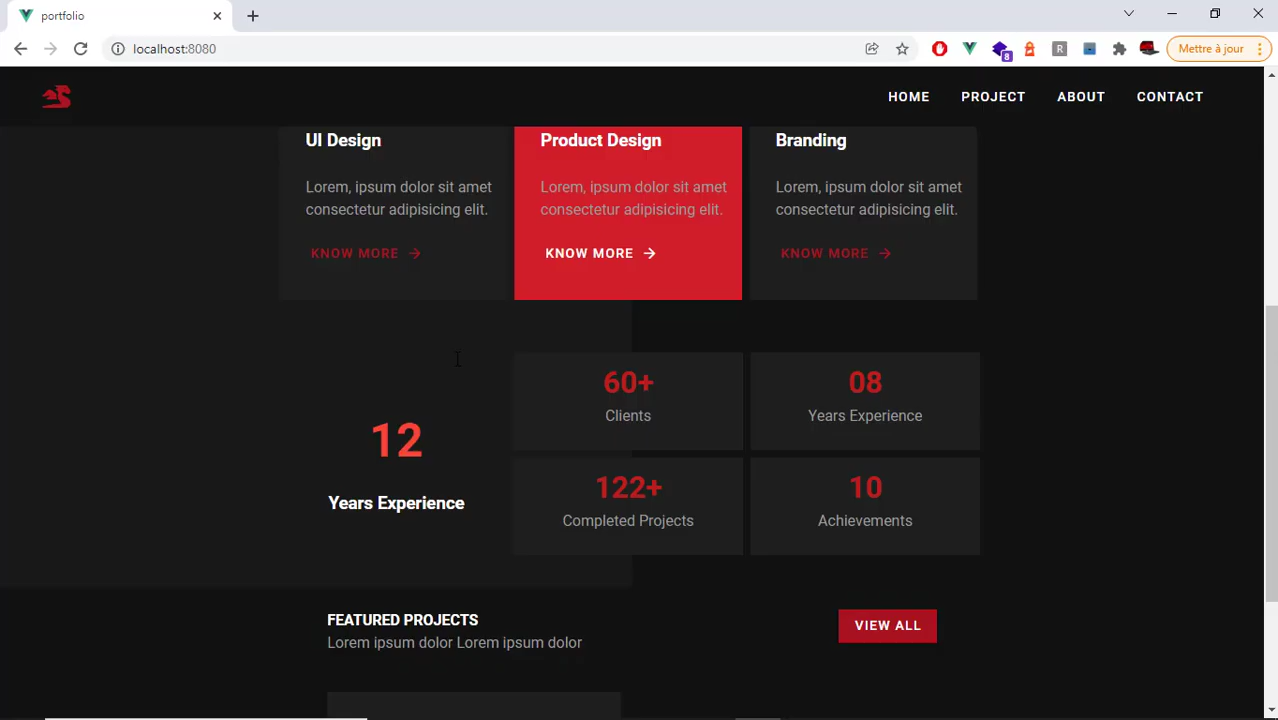 portfolio
localhost:8080
8
R
Mettre à jour
HOME PROJECT ABOUT CONTACT
UI Design
Lorem, ipsum dolor sit amet
consectetur adipisicing elit.
KNOW MORE
Product Design
Lorem, ipsum dolor sit amet
consectetur adipisicing elit.
KNOW MORE
Branding
Lorem, ipsum dolor sit amet
consectetur adipisicing elit.
KNOW MORE
12
Years Experience
60+
Clients
08
Years Experience
122+
Completed Projects
10
Achievements
FEATURED PROJECTS
Lorem ipsum dolor Lorem ipsum dolor
VIEW ALL